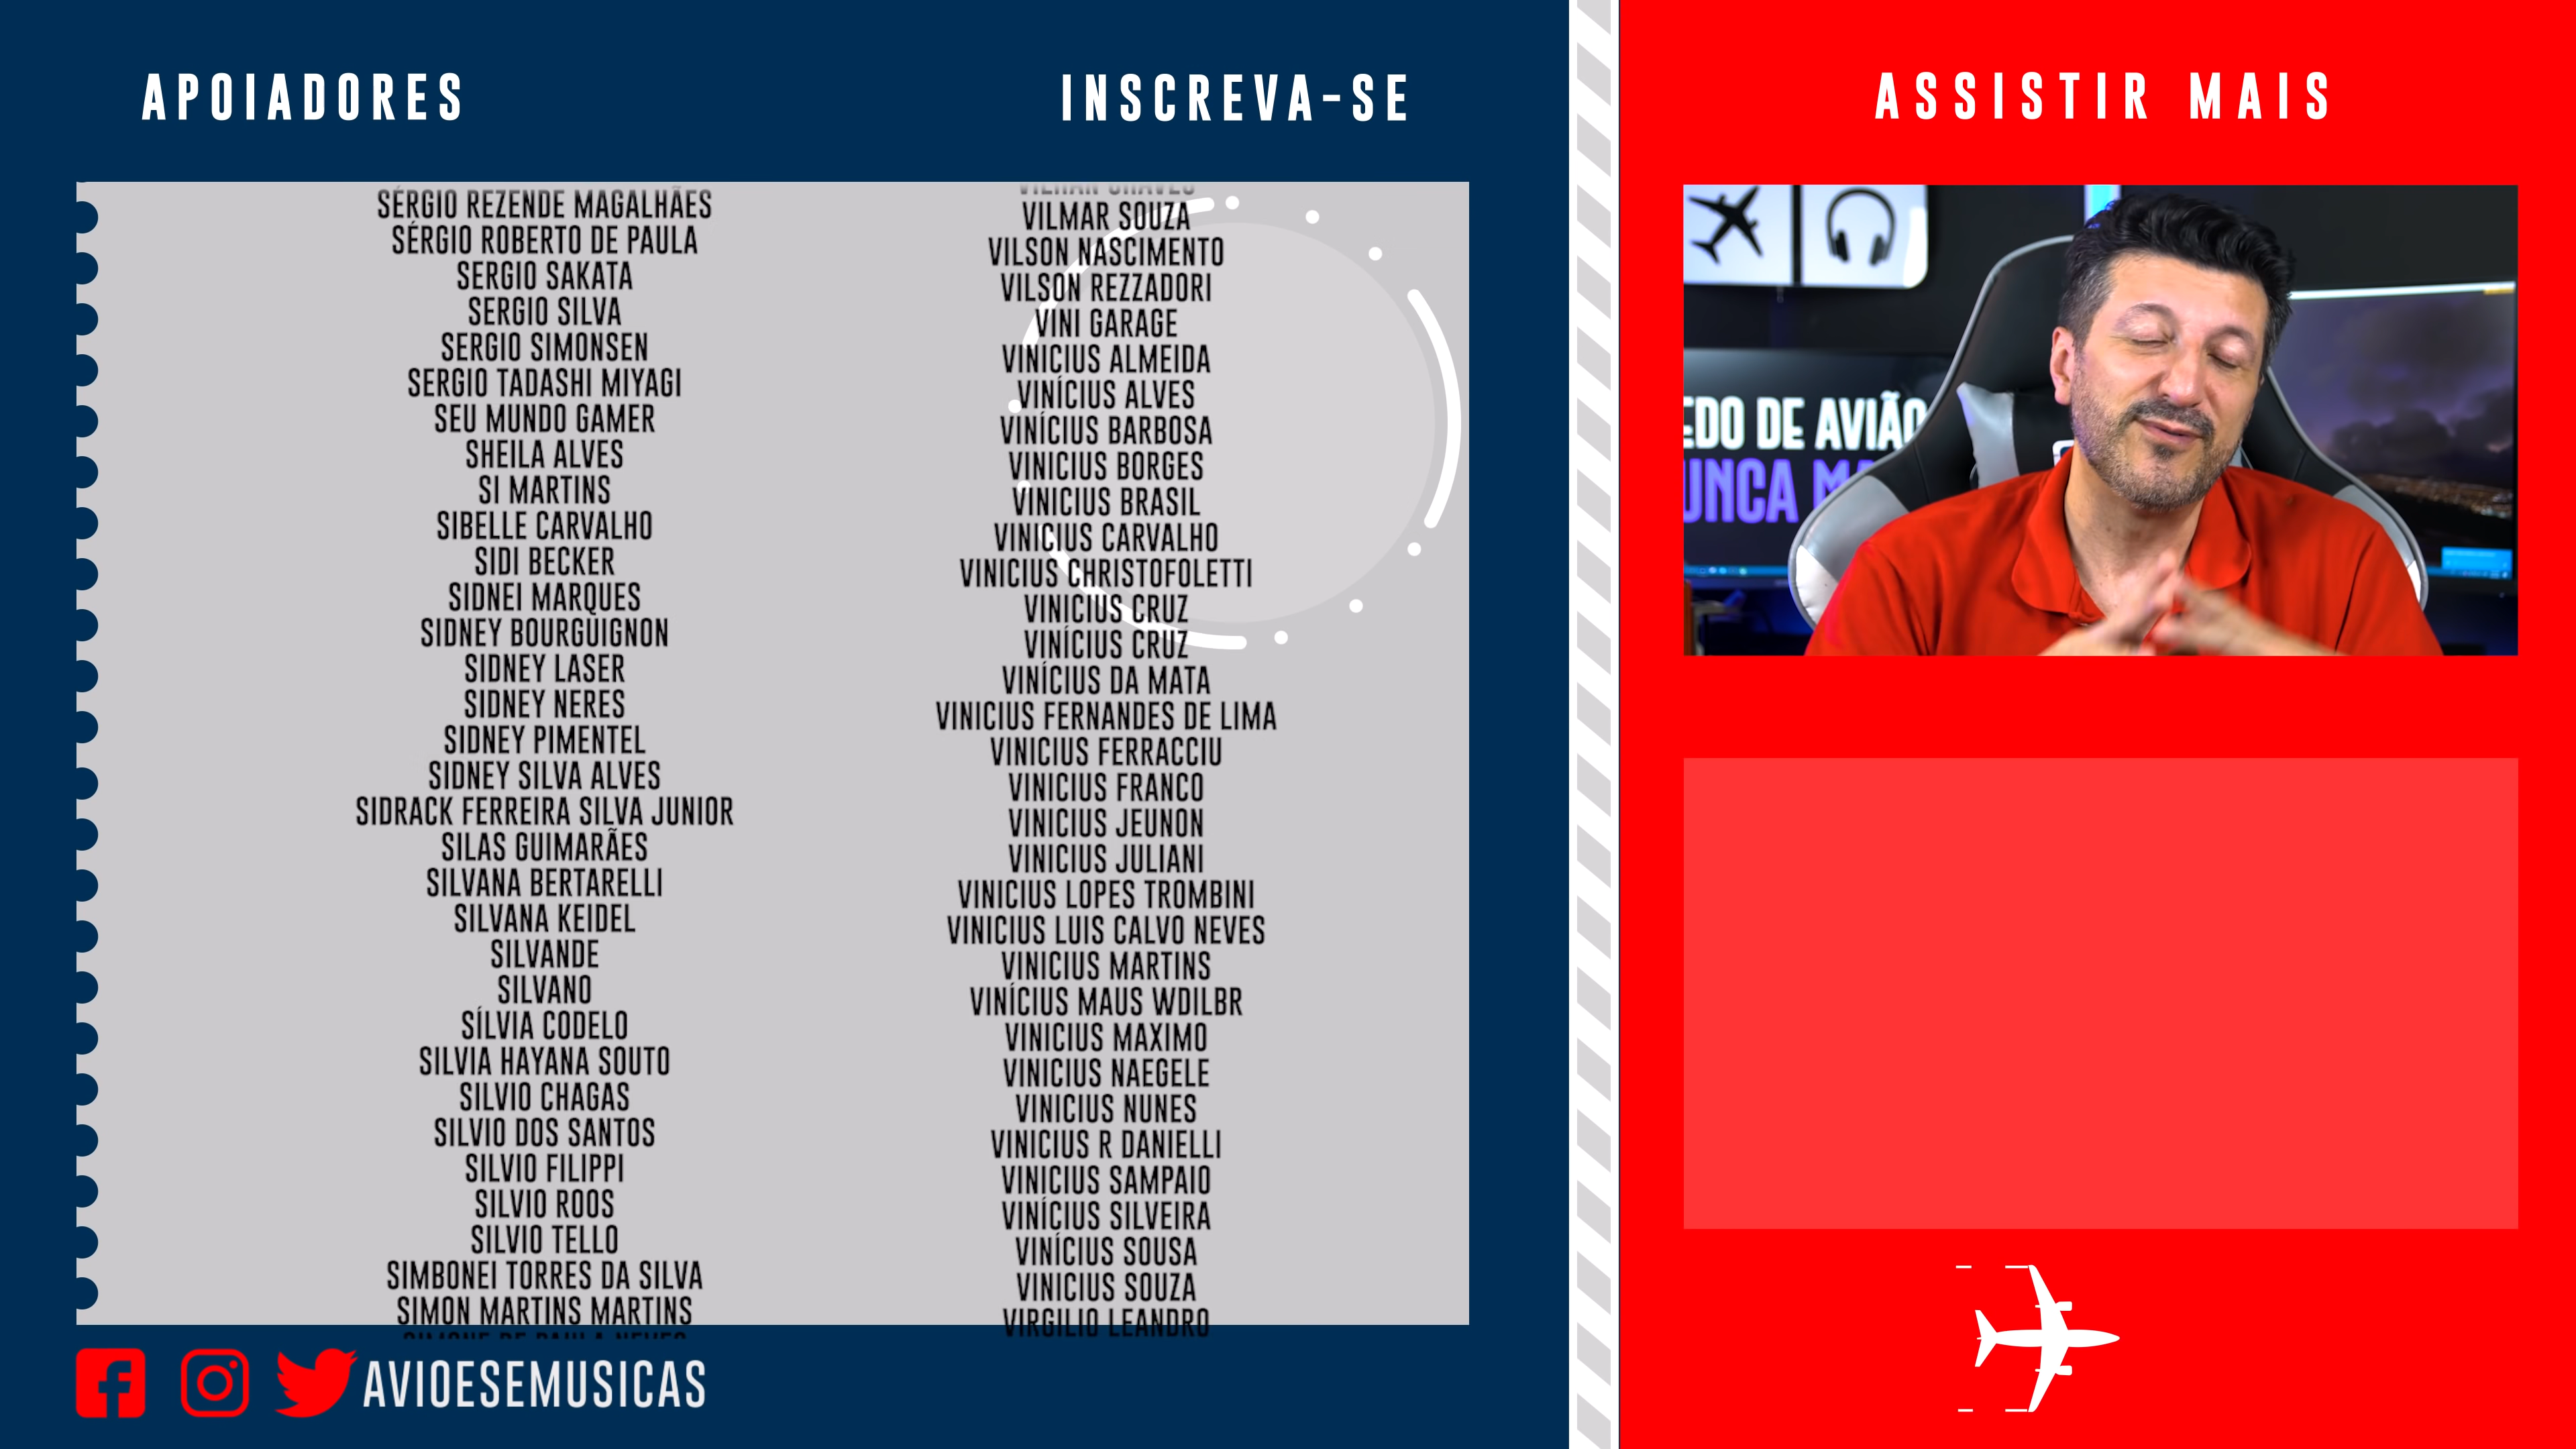 APOIADORES
INSCREVA-SE
ASSISTIR MAIS
SÉRGIO REZENDE MAGALHÃES
SÉRGIO ROBERTO DE PAULA
SERGIO SAKATA
SERGIO SILVA
SERGIO SIMONSEN
SERGIO TADASHI MIYAGI
SEU MUNDO GAMER
SHEILA ALVES
SI MARTINS
SIBELLE CARVALHO
SIDI BECKER
SIDNEI MARQUES
SIDNEY BOURGUIGNON
SIDNEY LASER
SIDNEY NERES
SIDNEY PIMENTEL
SIDNEY SILVA ALVES
SIDRACK FERREIRA SILVA JUNIOR
SILAS GUIMARÃES
SILVANA BERTARELLI
SILVANA KEIDEL
SILVANDE
SILVANO
SÍLVIA CODELO
SILVIA HAYANA SOUTO
SILVIO CHAGAS
SILVIO DOS SANTOS
SILVIO FILIPPI
SILVIO ROOS
SILVIO TELLO
SIMBONEI TORRES DA SILVA
SIMON MARTINS MARTINS
SIMONE DE PAULA NEVES
VILMAR SOUZA
VILSON NASCIMENTO
VILSON REZZADORI
VINI GARAGE
VINICIUS ALMEIDA
VINÍCIUS ALVES
VINÍCIUS BARBOSA
VINICIUS BORGES
VINICIUS BRASIL
VINICIUS CARVALHO
VINICIUS CHRISTOFOLETTI
VINICIUS CRUZ
VINÍCIUS CRUZ
VINÍCIUS DA MATA
VINICIUS FERNANDES DE LIMA
VINICIUS FERRACCIU
VINICIUS FRANCO
VINICIUS JEUNON
VINICIUS JULIANI
VINICIUS LOPES TROMBINI
VINICIUS LUIS CALVO NEVES
VINICIUS MARTINS
VINÍCIUS MAUS WDILBR
VINICIUS MAXIMO
VINICIUS NAEGELE
VINICIUS NUNES
VINICIUS R DANIELLI
VINICIUS SAMPAIO
VINÍCIUS SILVEIRA
VINÍCIUS SOUSA
VINICIUS SOUZA
VIRGILIO LEANDRO
EDO DE AVIÃO
UNCA M
AVIOESEMUSICAS